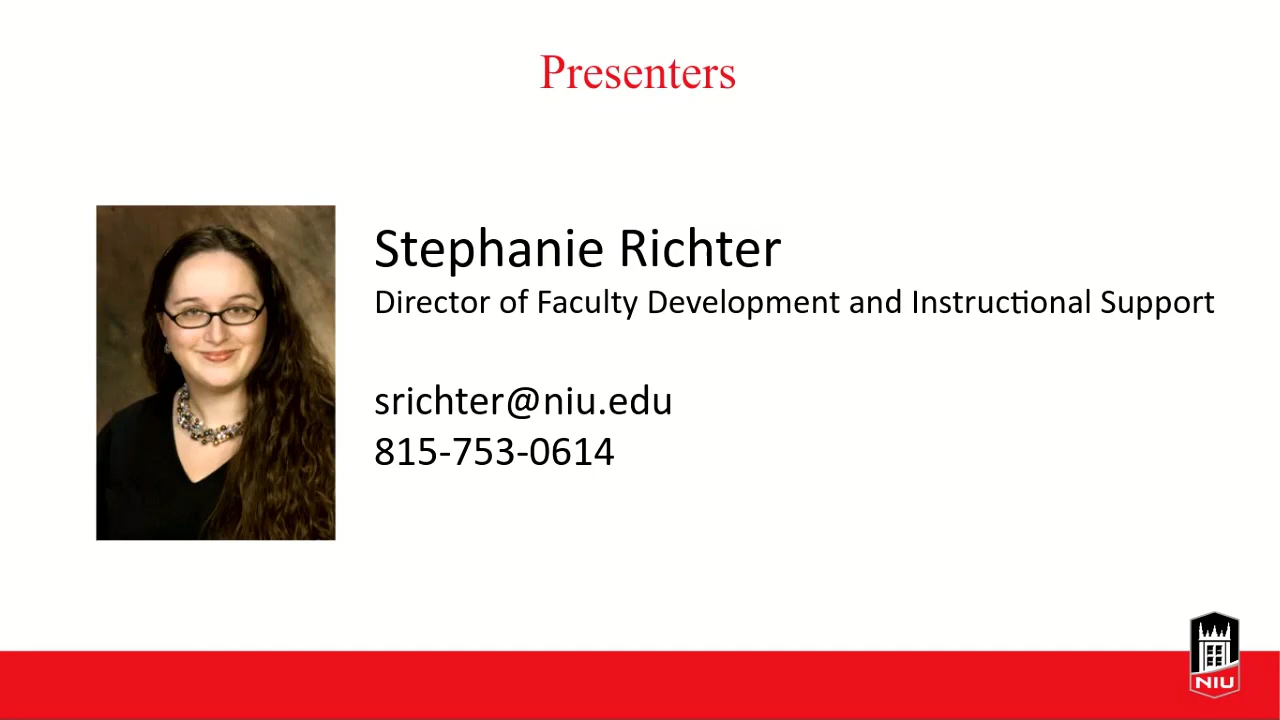 Presenters
Stephanie Richter
Director of Faculty Development and Instructional Support
srichter@niu.edu
815-753-0614
NIU